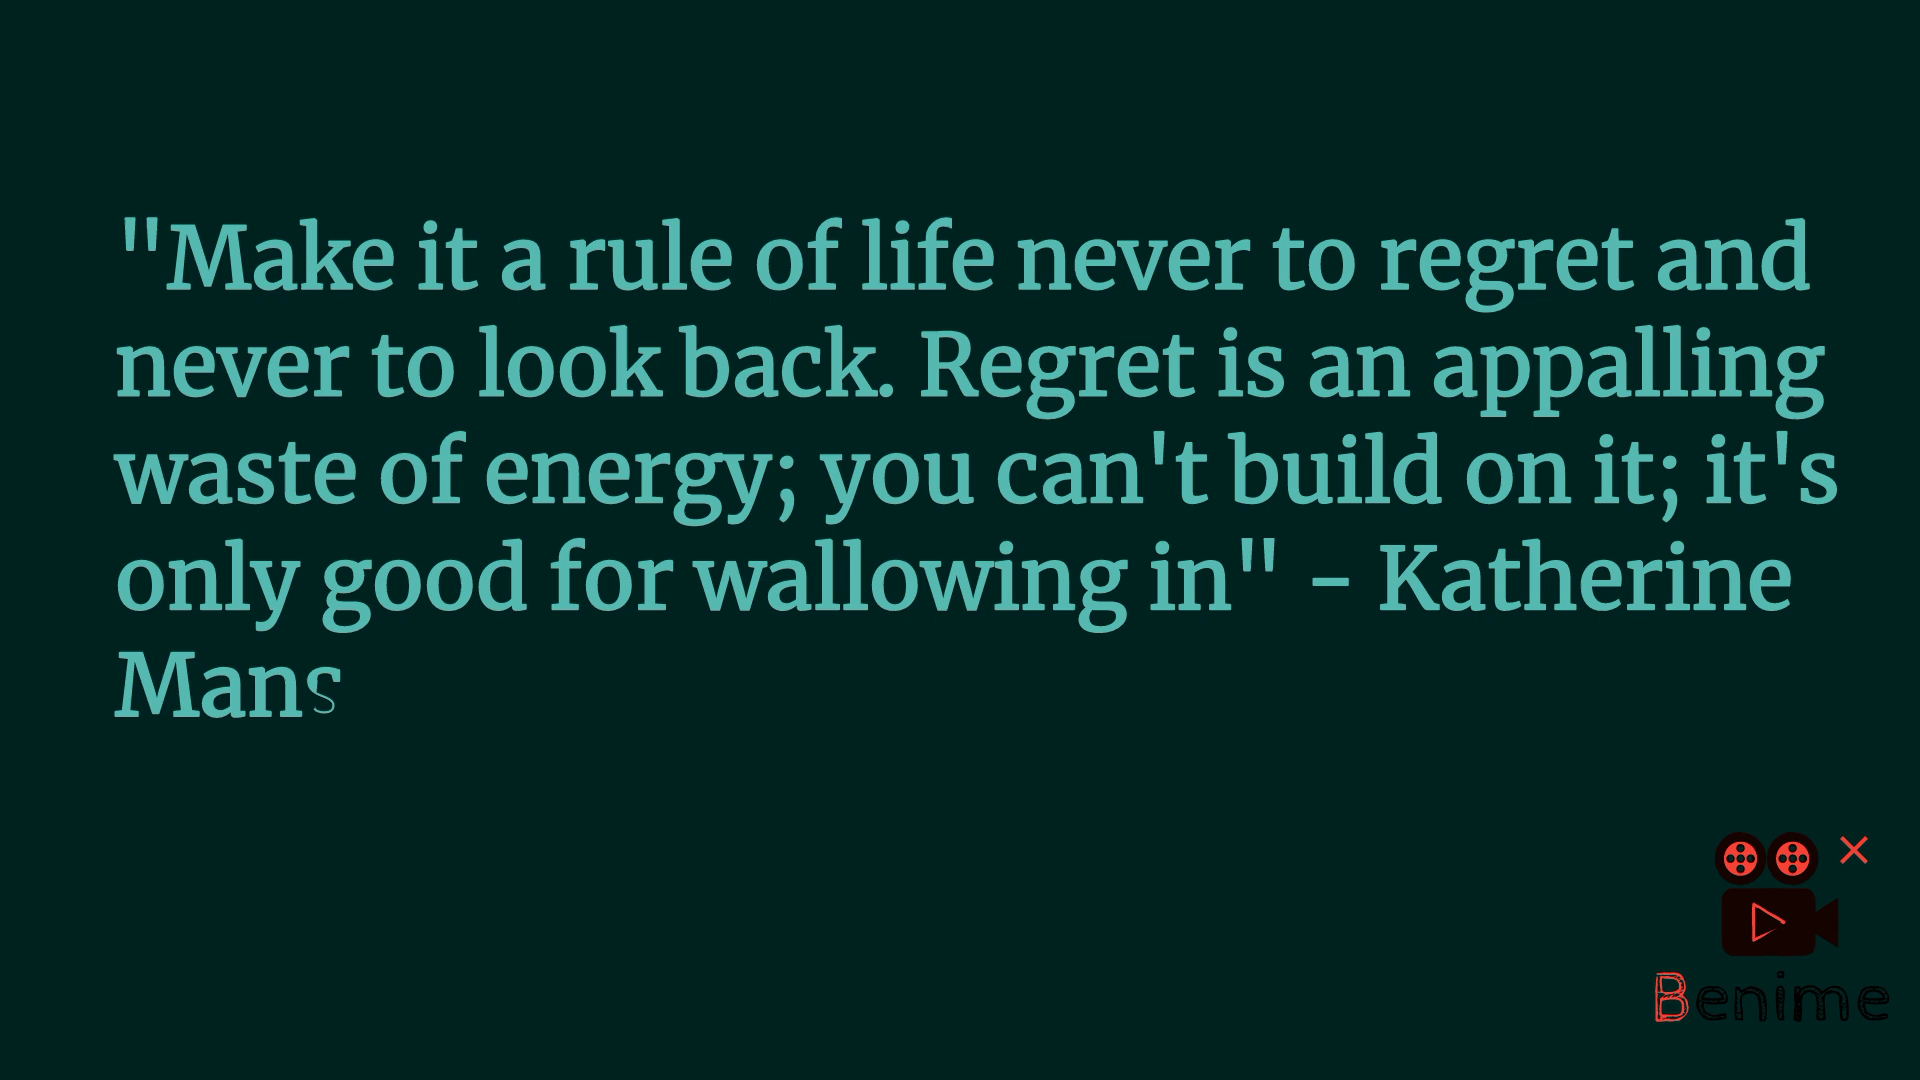 "Make it a rule of life never to regret and
never to look back. Regret is an appalling
waste of energy; you can't build on it; it's
only good for wallowing in" - Katherine
Mans
Benime